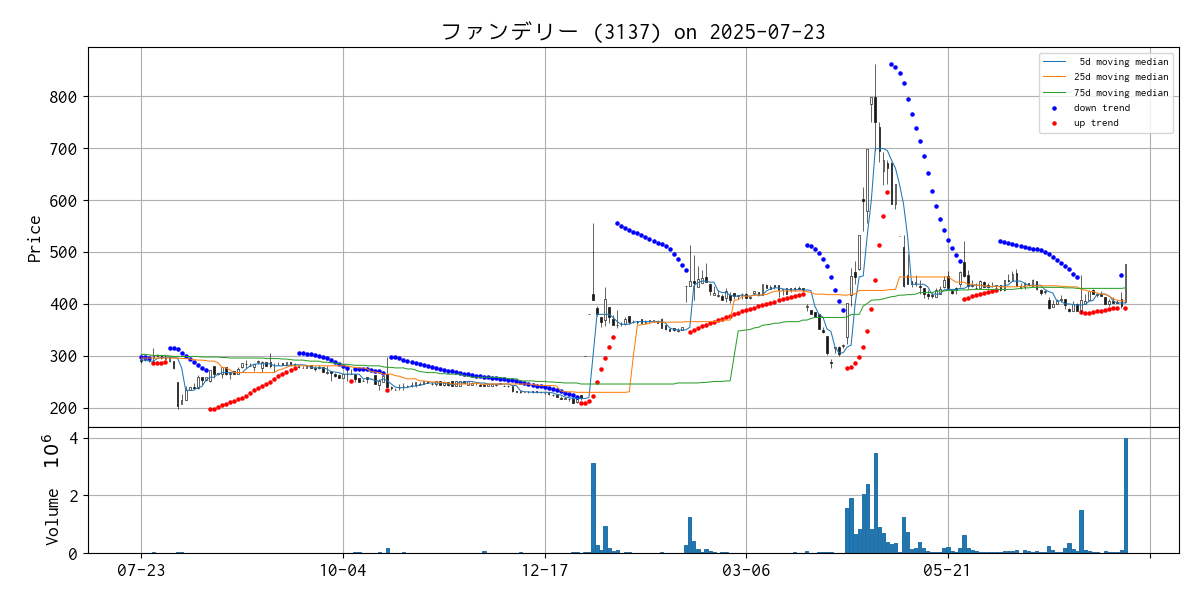 ファンデリー (3137) on 2025-07-23
5d moving median
25d moving median
75d moving median
down trend
up trend
Price
800
700
600
500
400
300
200
Volume 10^6
4
2
0
07-23
10-04
12-17
03-06
05-21